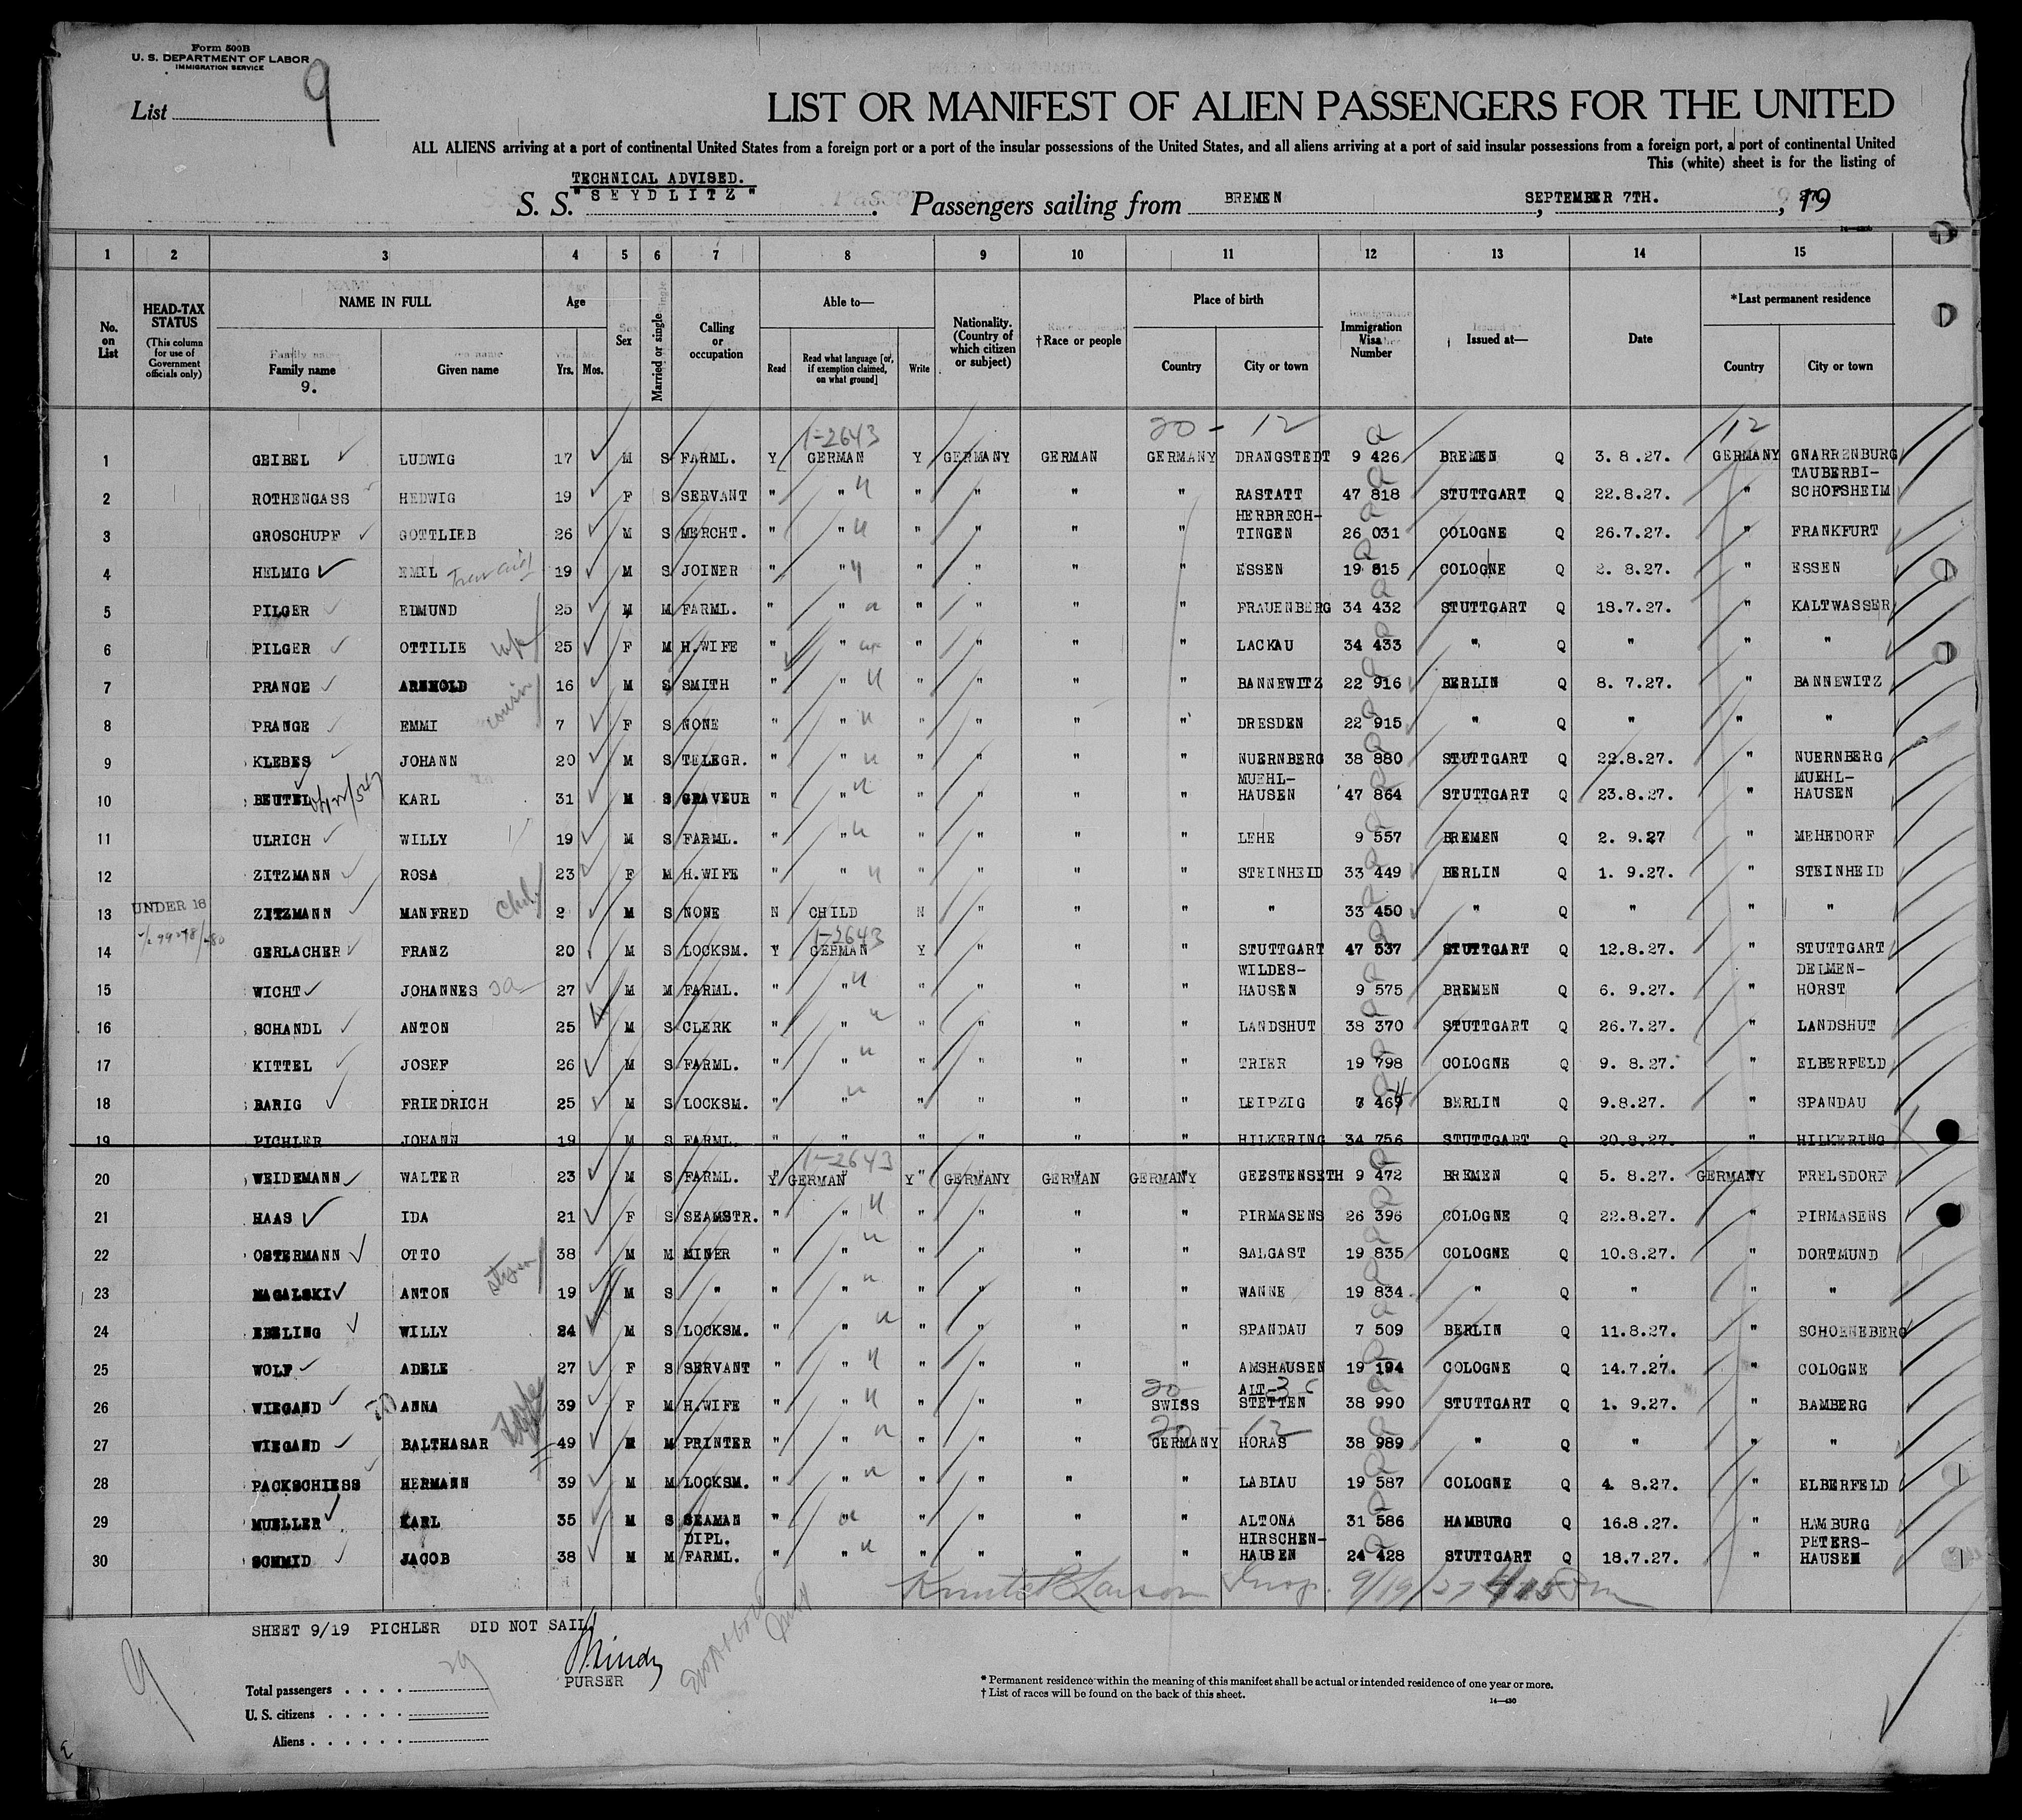 Form 500B
U. S. DEPARTMENT OF LABOR
IMMIGRATION SERVICE
List 9
LIST OR MANIFEST OF ALIEN PASSENGERS FOR THE UNITED
ALL ALIENS arriving at a port of continental United States from a foreign port or a port of the insular possessions of the United States, and all aliens arriving at a port of said insular possessions from a foreign port, a port of continental United
This (white) sheet is for the listing of
TECHNICAL ADVISED.
S. S. "SEYDLITZ". Passengers sailing from BREMEN, SEPTEMBER 7TH., 19
1 2 3 4 5 6 7 8 9 10 11 12 13 14 15
No. on List
HEAD-TAX STATUS (This column for use of Government officials only)
NAME IN FULL Family name Given name
9.
Age Yrs. Mos.
Sex
Married or single
Calling or occupation
Able to— Read Read what language [or, if exemption claimed, on what ground] Write
Nationality. (Country of which citizen or subject)
†Race or people
Place of birth Country City or town
Immigration Visa Number
Issued at—
Date
*Last permanent residence Country City or town
1-2643 20 - 12 12
1 GEIBEL LUDWIG 17 M S FARML. Y GERMAN Y GERMANY GERMAN GERMANY DRANGSTEDT 9 426 BREMEN Q 3.8.27. GERMANY GNARRENBURG
2 ROTHENGASS HEDWIG 19 F S SERVANT " " " " " " RASTATT 47 818 STUTTGART Q 22.8.27. " TAUBERBI-SCHOFSHEIM
3 GROSCHUPF GOTTLIEB 26 M S MERCHT. " " " " " " HERBRECH-TINGEN 26 031 COLOGNE Q 26.7.27. " FRANKFURT
4 HELMIG EMIL 19 M S JOINER " " " " " " ESSEN 19 815 COLOGNE Q 2. 8.27. " ESSEN
5 PILGER EDMUND 25 M M FARML. " " " " " " FRAUENBERG 34 432 STUTTGART Q 18.7.27. " KALTWASSER
6 PILGER OTTILIE wife 25 F M H.WIFE " " " " " " LACKAU 34 433 " Q " " "
7 PRANGE ARNHOLD 16 M S SMITH " " " " " " BANNEWITZ 22 916 BERLIN Q 8. 7.27. " BANNEWITZ
8 PRANGE EMMI cousin 7 F S NONE " " " " " " DRESDEN 22 915 " Q " " "
9 KLEBES JOHANN 20 M S TELEGR. " " " " " " NUERNBERG 38 880 STUTTGART Q 22.8.27. " NUERNBERG
10 BEUTEL KARL 31 M S GRAVEUR " " " " " " MUEHL-HAUSEN 47 864 STUTTGART Q 23.8.27. " MUEHL-HAUSEN
11 ULRICH WILLY 19 M S FARML. " " " " " " LEHE 9 557 BREMEN Q 2. 9.27 " MEHEDORF
12 ZITZMANN ROSA 23 F M H.WIFE " " " " " " STEINHEID 33 449 BERLIN Q 1. 9.27. " STEINHEID
13 UNDER 16 ZITZMANN MANFRED child 2 M S NONE N CHILD N " " " " 33 450 " Q " " "
1-2643
14 GERLACHER FRANZ 20 M S LOCKSM. Y GERMAN Y " " " STUTTGART 47 537 STUTTGART Q 12.8.27. " STUTTGART
15 WICHT JOHANNES 27 M M FARML. " " " " " " WILDES-HAUSEN 9 575 BREMEN Q 6. 9.27. " DELMEN-HORST
16 SCHANDL ANTON 25 M S CLERK " " " " " " LANDSHUT 38 370 STUTTGART Q 26.7.27. " LANDSHUT
17 KITTEL JOSEF 26 M S FARML. " " " " " " TRIER 19 798 COLOGNE Q 9. 8.27. " ELBERFELD
18 BARIG FRIEDRICH 25 M S LOCKSM. " " " " " " LEIPZIG 7 469 BERLIN Q 9.8.27. " SPANDAU
19 PICHLER JOHANN 19 M S FARML. " " " " " " HILKERING 34 756 STUTTGART Q 20.8.27. " HILKERING
1-2643
20 WEIDEMANN WALTER 23 M S FARML. Y GERMAN Y GERMANY GERMAN GERMANY GEESTENSETH 9 472 BREMEN Q 5. 8.27. GERMANY FRELSDORF
21 HAAS IDA 21 F S SEAMSTR. " " " " " " PIRMASENS 26 396 COLOGNE Q 22.8.27. " PIRMASENS
22 OSTERMANN OTTO 38 M M MINER " " " " " " SALGAST 19 835 COLOGNE Q 10.8.27. " DORTMUND
23 MAGALSKI ANTON 19 M S " " " " " " " WANNE 19 834 " Q " " "
24 EBELING WILLY 24 M S LOCKSM. " " " " " " SPANDAU 7 509 BERLIN Q 11.8.27. " SCHOENEBERG
25 WOLF ADELE 27 F S SERVANT " " " " " " AMSHAUSEN 19 194 COLOGNE Q 14.7.27. " COLOGNE
26 WIEGAND ANNA 39 F M H.WIFE " " " " " SWISS ALT-STETTEN 38 990 STUTTGART Q 1. 9.27. " BAMBERG
27 WIEGAND BALTHASAR 49 M M PRINTER " " " " " GERMANY HORAS 38 989 " Q " " "
28 PACKSCHIESS HERMANN 39 M M LOCKSM. " " " " " " LABIAU 19 587 COLOGNE Q 4. 8.27. " ELBERFELD
29 MUELLER KARL 35 M S SEAMAN " " " " " " ALTONA 31 586 HAMBURG Q 16.8.27. " HAMBURG
30 SCHMID JACOB 38 M M DIPL. FARML. " " " " " " HIRSCHEN-HAUSEN 24 428 STUTTGART Q 18.7.27. " PETERS-HAUSEN
Larson Insp. 9/19/27
SHEET 9/19 PICHLER DID NOT SAIL
PURSER
9
Total passengers 29
U. S. citizens
Aliens
* Permanent residence within the meaning of this manifest shall be actual or intended residence of one year or more.
† List of races will be found on the back of this sheet.
14—430